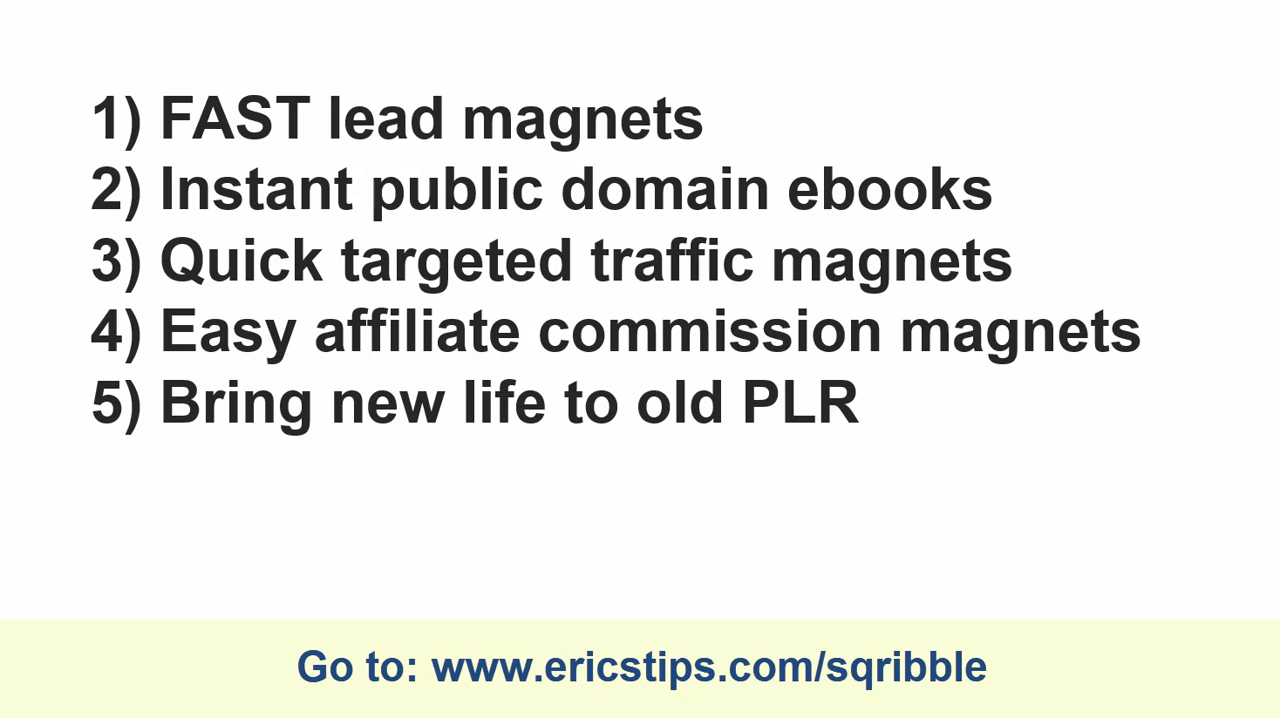 1) FAST lead magnets
2) Instant public domain ebooks
3) Quick targeted traffic magnets
4) Easy affiliate commission magnets
5) Bring new life to old PLR
Go to: www.ericstips.com/sqribble